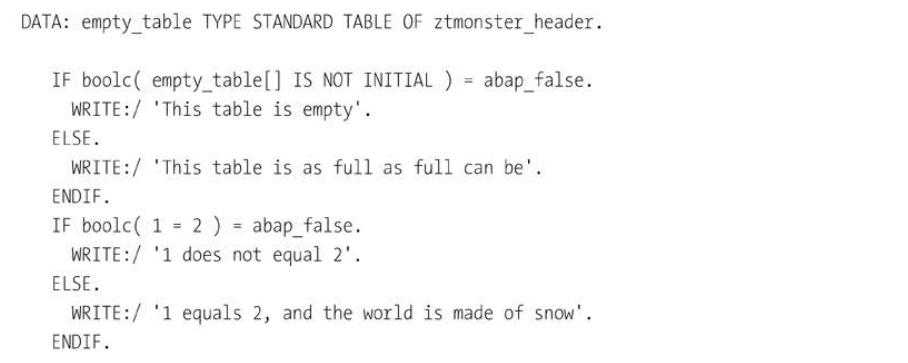 DATA: empty_table TYPE STANDARD TABLE OF ztmonster_header.
IF boolc( empty_table[] IS NOT INITIAL ) = abap_false.
WRITE:/ 'This table is empty'.
ELSE.
WRITE:/ 'This table is as full as full can be'.
ENDIF.
IF boolc( 1 = 2 ) = abap_false.
WRITE:/ '1 does not equal 2'.
ELSE.
WRITE:/ '1 equals 2, and the world is made of snow'.
ENDIF.